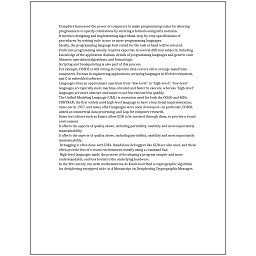 Compilers harnessed the power of computers to make programming easier by allowing
programmers to specify calculations by entering a formula using infix notation.
It involves designing and implementing algorithms, step-by-step specifications of
procedures, by writing code in one or more programming languages.
Ideally, the programming language best suited for the task at hand will be selected.
Proficient programming usually requires expertise in several different subjects, including
knowledge of the application domain, details of programming languages and generic code
libraries, specialized algorithms, and formal logic.
Scripting and breakpointing is also part of this process.
For example, COBOL is still strong in corporate data centers often on large mainframe
computers, Fortran in engineering applications, scripting languages in Web development,
and C in embedded software.
Languages form an approximate spectrum from "low-level" to "high-level"; "low-level"
languages are typically more machine-oriented and faster to execute, whereas "high-level"
languages are more abstract and easier to use but execute less quickly.
The Unified Modeling Language (UML) is a notation used for both the OOAD and MDA.
FORTRAN, the first widely used high-level language to have a functional implementation,
came out in 1957, and many other languages were soon developed—in particular, COBOL
aimed at commercial data processing, and Lisp for computer research.
Some text editors such as Emacs allow GDB to be invoked through them, to provide a visual
environment.
It affects the aspects of quality above, including portability, usability and most importantly
maintainability.
It affects the aspects of quality above, including portability, usability and most importantly
maintainability.
Debugging is often done with IDEs. Standalone debuggers like GDB are also used, and these
often provide less of a visual environment, usually using a command line.
High-level languages made the process of developing a program simpler and more
understandable, and less bound to the underlying hardware.
In the 9th century, the Arab mathematician Al-Kindi described a cryptographic algorithm
for deciphering encrypted code, in A Manuscript on Deciphering Cryptographic Messages.